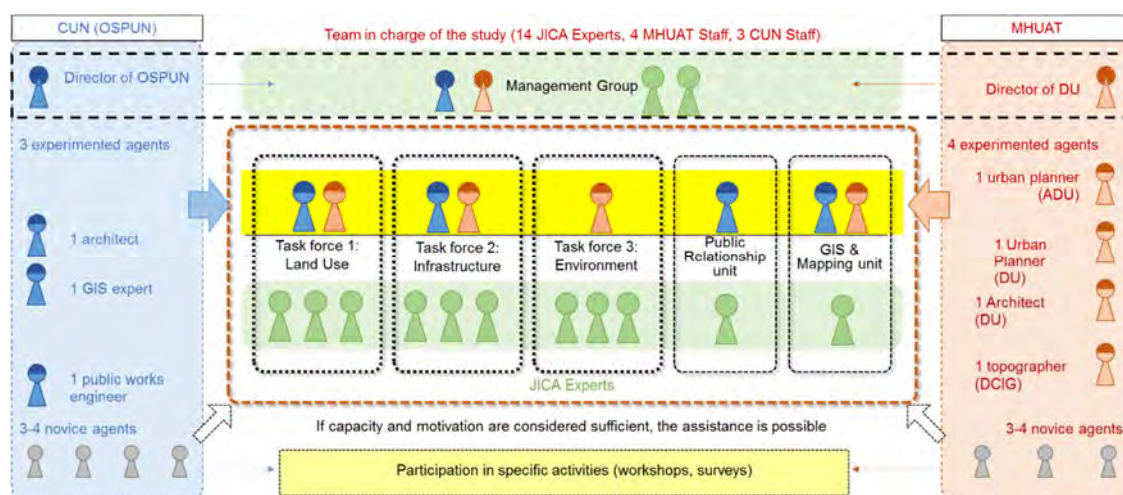 CUN (OSPUN)
Team in charge of the study (14 JICA Experts, 4 MHUAT Staff, 3 CUN Staff)
MHUAT
Director of OSPUN
Management Group
Director of DU
3 experimented agents
4 experimented agents
1 urban planner
(ADU)
1 architect
1 Urban
Planner
(DU)
Task force 1:
Land Use
Task force 2:
Infrastructure
Task force 3:
Environment
Public
Relationship
unit
GIS &
Mapping unit
1 GIS expert
1 Architect
(DU)
1 public works
engineer
1 topographer
(DCIG)
JICA Experts
3-4 novice agents
If capacity and motivation are considered sufficient, the assistance is possible
3-4 novice agents
Participation in specific activities (workshops, surveys)